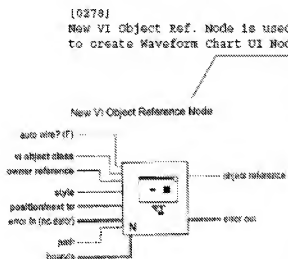 [0278]
New VI Object Ref. Node is used
to create Waveform Chart UI Nod
New VI Object Reference Node
auto wire? (F)
vi object class
owner reference
style
position/next to
error in (no error)
path
bounds
N
object reference
error out